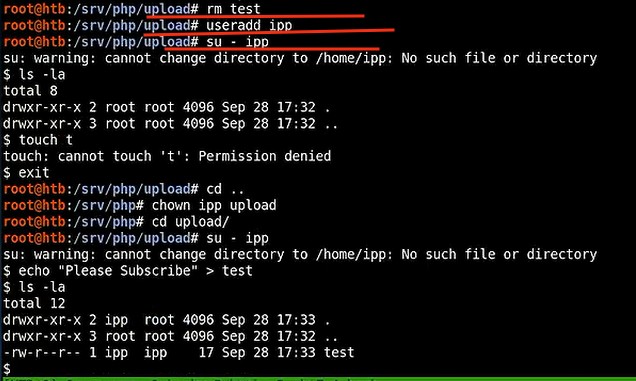 root@htb:/srv/php/upload# rm test
root@htb:/srv/php/upload# useradd ipp
root@htb:/srv/php/upload# su - ipp
su: warning: cannot change directory to /home/ipp: No such file or directory
$ ls -la
total 8
drwxr-xr-x 2 root root 4096 Sep 28 17:32 .
drwxr-xr-x 3 root root 4096 Sep 28 17:32 ..
$ touch t
touch: cannot touch 't': Permission denied
$ exit
root@htb:/srv/php/upload# cd ..
root@htb:/srv/php# chown ipp upload
root@htb:/srv/php# cd upload/
root@htb:/srv/php/upload# su - ipp
su: warning: cannot change directory to /home/ipp: No such file or directory
$ echo "Please Subscribe" > test
$ ls -la
total 12
drwxr-xr-x 2 ipp  root 4096 Sep 28 17:33 .
drwxr-xr-x 3 root root 4096 Sep 28 17:32 ..
-rw-r--r-- 1 ipp  ipp    17 Sep 28 17:33 test
$